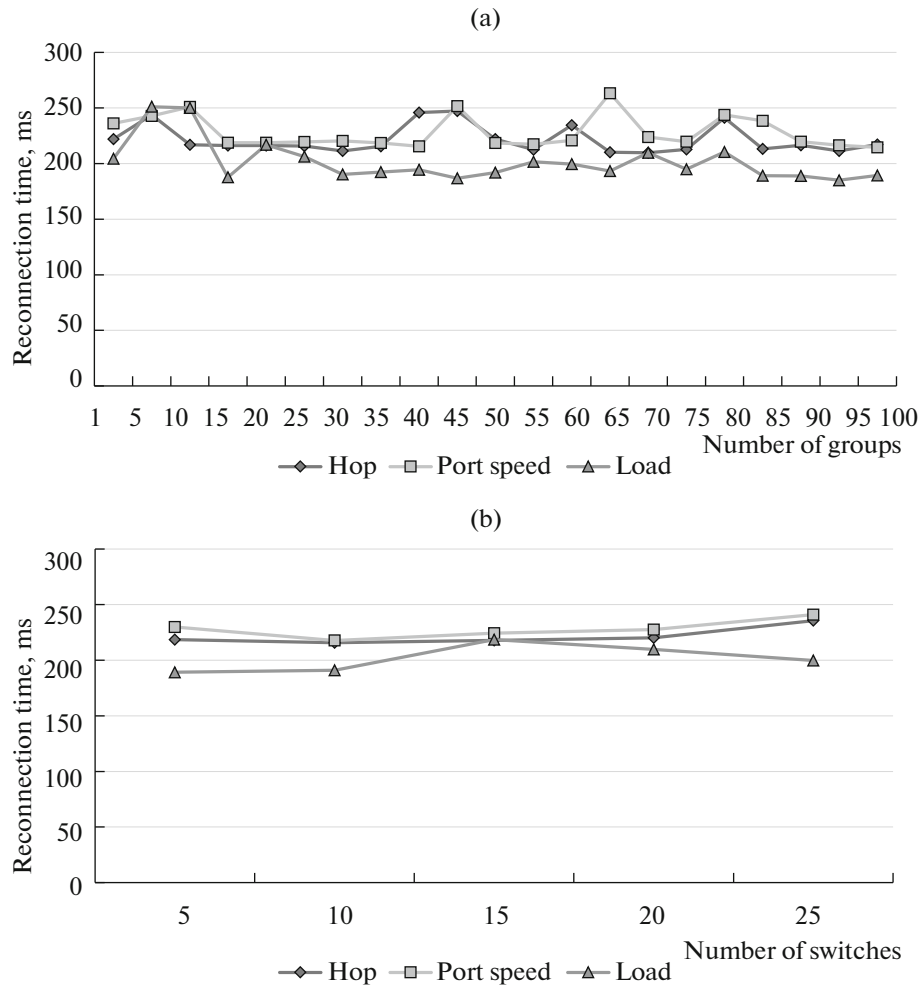 (a)
300
250
200
150
100
50
0
Reconnection time, ms
1 5 10 15 20 25 30 35 40 45 50 55 60 65 70 75 80 85 90 95 100
Number of groups
Hop Port speed Load
(b)
300
250
200
150
100
50
0
Reconnection time, ms
5 10 15 20 25
Number of switches
Hop Port speed Load